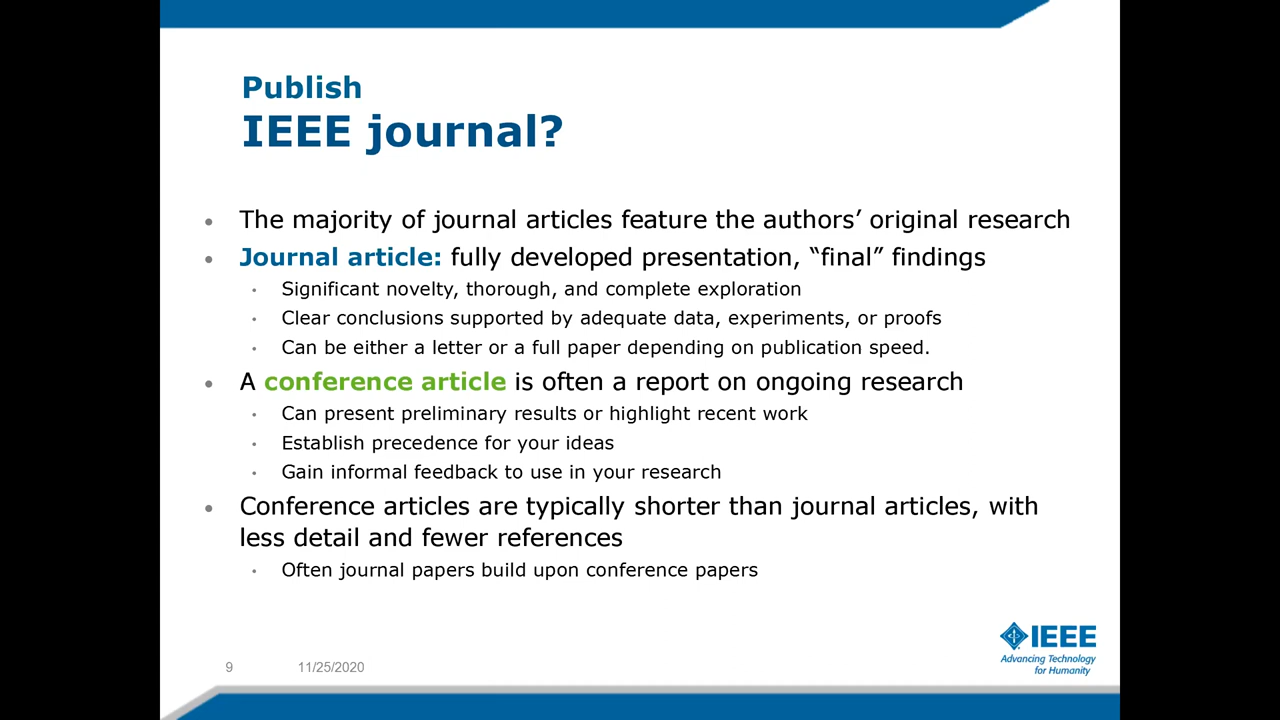 Publish
IEEE journal?
• The majority of journal articles feature the authors’ original research
• Journal article: fully developed presentation, “final” findings
• Significant novelty, thorough, and complete exploration
• Clear conclusions supported by adequate data, experiments, or proofs
• Can be either a letter or a full paper depending on publication speed.
• A conference article is often a report on ongoing research
• Can present preliminary results or highlight recent work
• Establish precedence for your ideas
• Gain informal feedback to use in your research
• Conference articles are typically shorter than journal articles, with
less detail and fewer references
• Often journal papers build upon conference papers
IEEE
Advancing Technology
for Humanity
9 11/25/2020